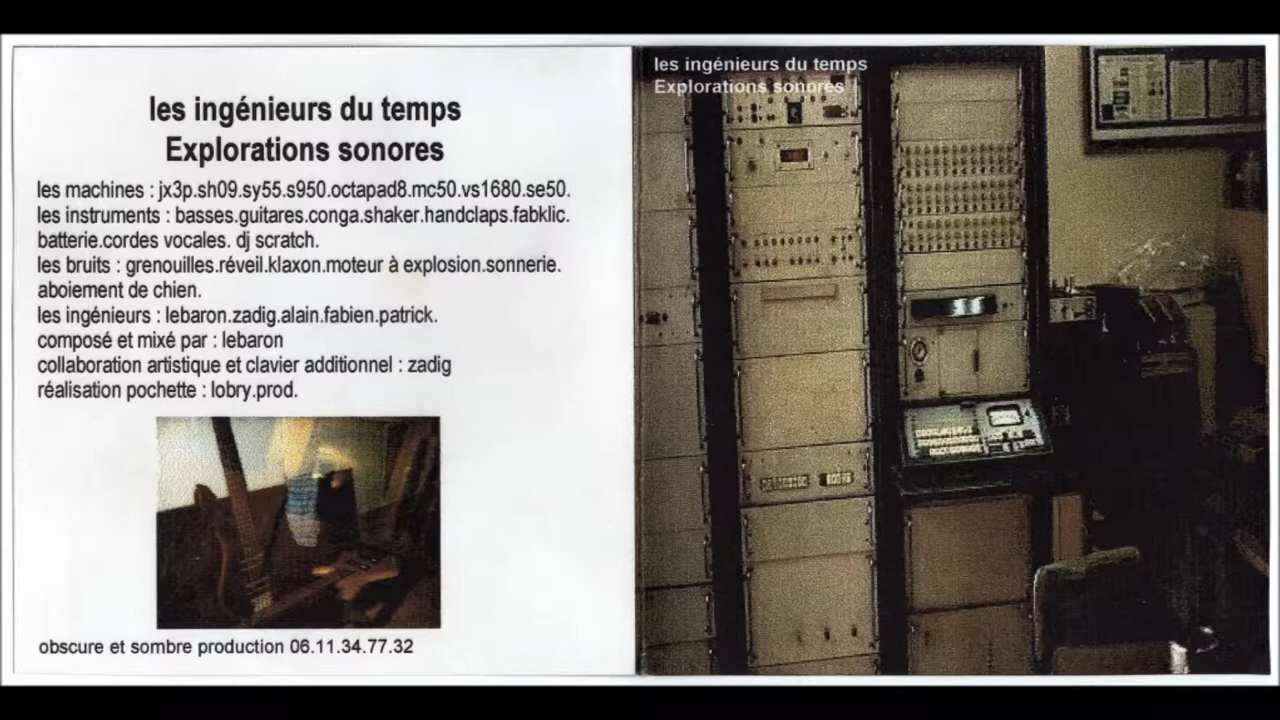 les ingénieurs du temps
Explorations sonores
les machines : jx3p.sh09.sy55.s950.octapad8.mc50.vs1680.se50.
les instruments : basses.guitares.conga.shaker.handclaps.fabklic.
batterie.cordes vocales. dj scratch.
les bruits : grenouilles.réveil.klaxon.moteur à explosion.sonnerie.
aboiement de chien.
les ingénieurs : lebaron.zadig.alain.fabien.patrick.
composé et mixé par : lebaron
collaboration artistique et clavier additionnel : zadig
réalisation pochette : lobry.prod.
obscure et sombre production 06.11.34.77.32
les ingénieurs du temps
Explorations sonores